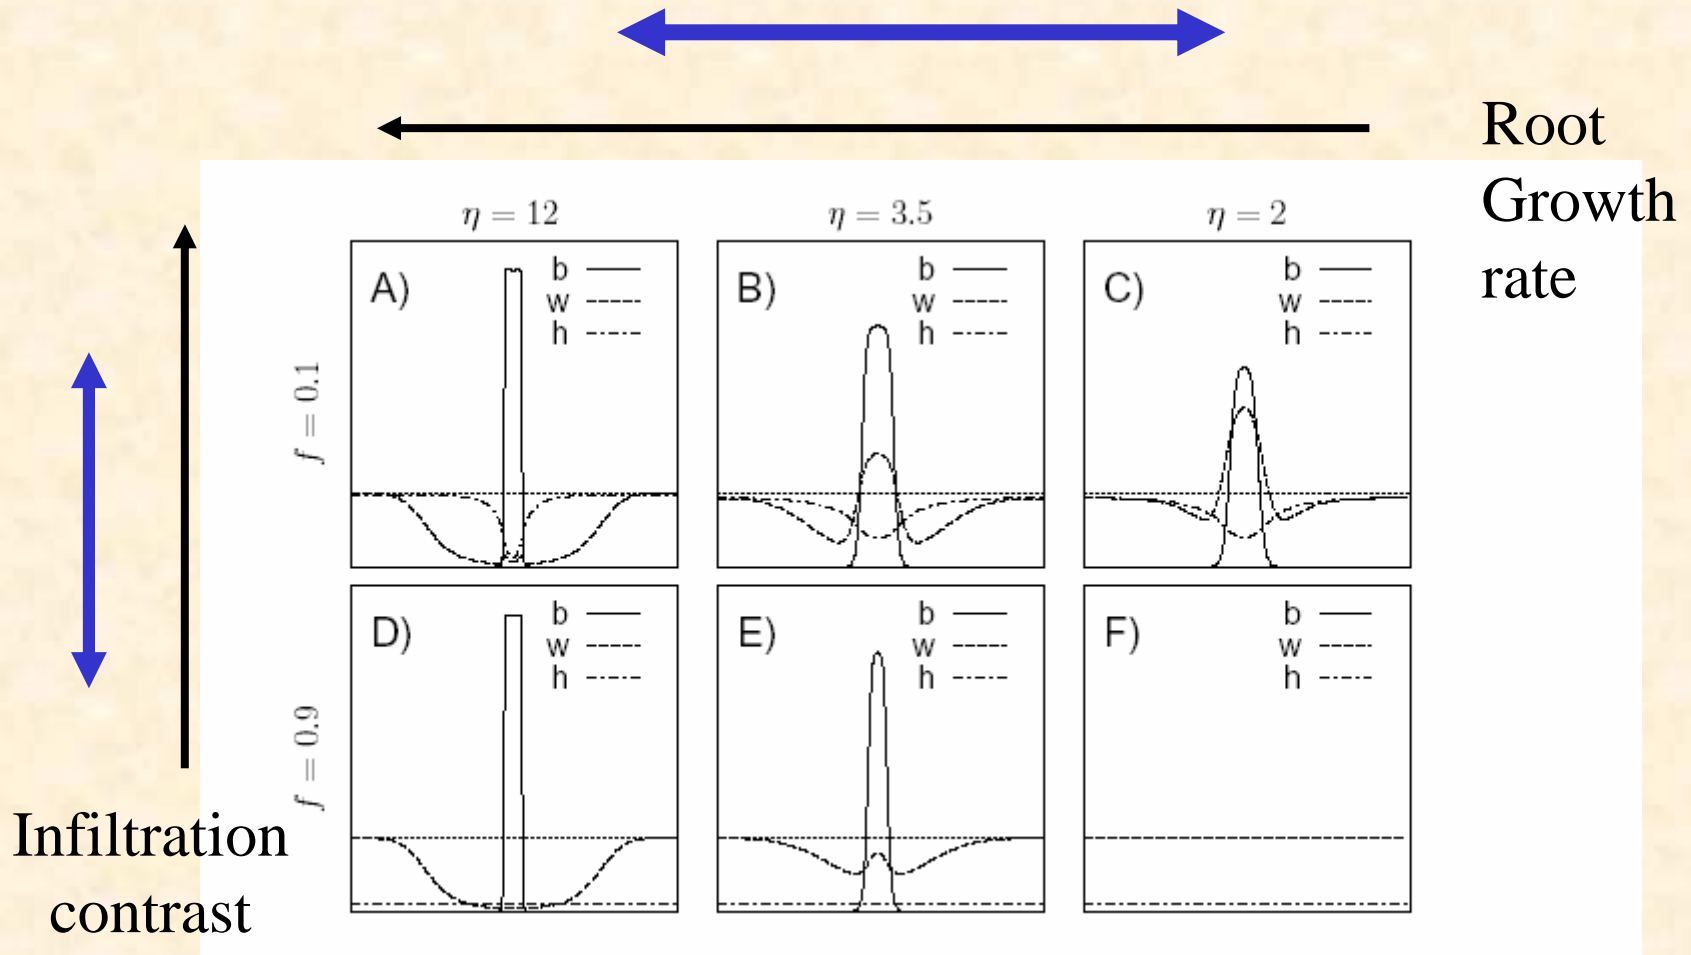 Root
Growth
rate
η = 12
η = 3.5
η = 2
f = 0.1
A)
b
w
h
B)
b
w
h
C)
b
w
h
f = 0.9
D)
b
w
h
E)
b
w
h
F)
b
w
h
Infiltration
contrast